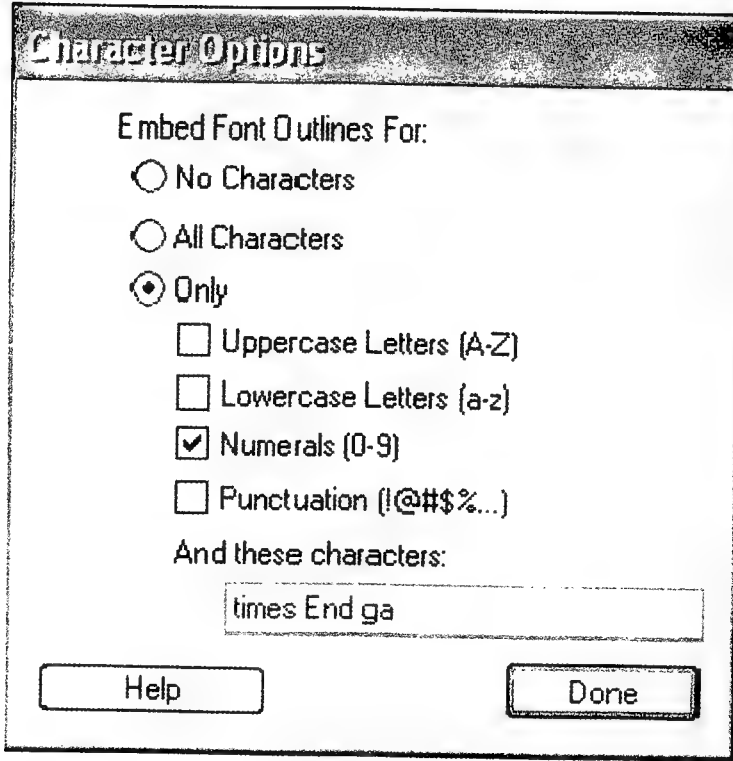 Character Options
Embed Font Outlines For:
No Characters
All Characters
Only
Uppercase Letters (A-Z)
Lowercase Letters (a-z)
Numerals (0-9)
Punctuation (!@#$%...)
And these characters:
times End ga
Help
Done